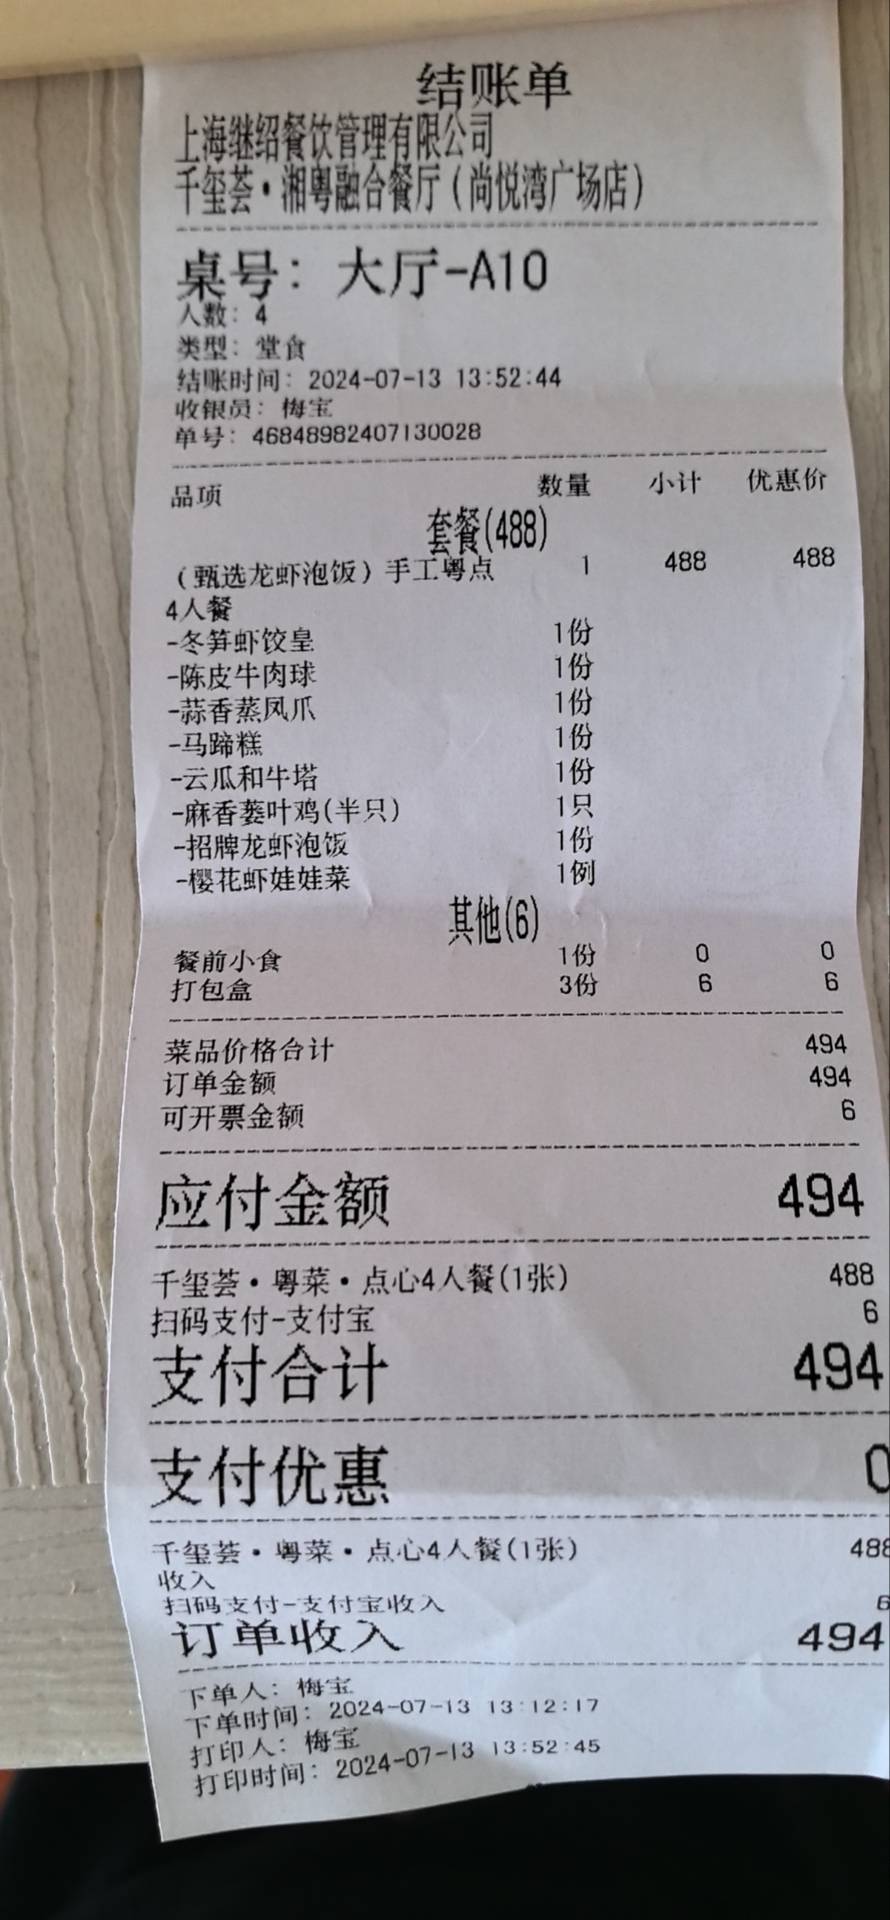 结账单
上海继绍餐饮管理有限公司
千玺荟·湘粤融合餐厅(尚悦湾广场店)
桌号: 大厅-A10
人数: 4
类型: 堂食
结账时间: 2024-07-13 13:52:44
收银员: 梅宝
单号: 46848982407130028
品项 数量 小计 优惠价
套餐(488)
(甄选龙虾泡饭)手工粤点 1 488 488
4人餐
-冬笋虾饺皇 1份
-陈皮牛肉球 1份
-蒜香蒸凤爪 1份
-马蹄糕 1份
-云瓜和牛塔 1份
-麻香蒌叶鸡(半只) 1只
-招牌龙虾泡饭 1份
-樱花虾娃娃菜 1例
其他(6)
餐前小食 1份 0 0
打包盒 3份 6 6
菜品价格合计 494
订单金额 494
可开票金额 6
应付金额 494
千玺荟·粤菜·点心4人餐(1张) 488
扫码支付-支付宝 6
支付合计 494
支付优惠 0
千玺荟·粤菜·点心4人餐(1张) 488
收入
扫码支付-支付宝收入 6
订单收入 494
下单人: 梅宝
下单时间: 2024-07-13 13:12:17
打印人: 梅宝
打印时间: 2024-07-13 13:52:45